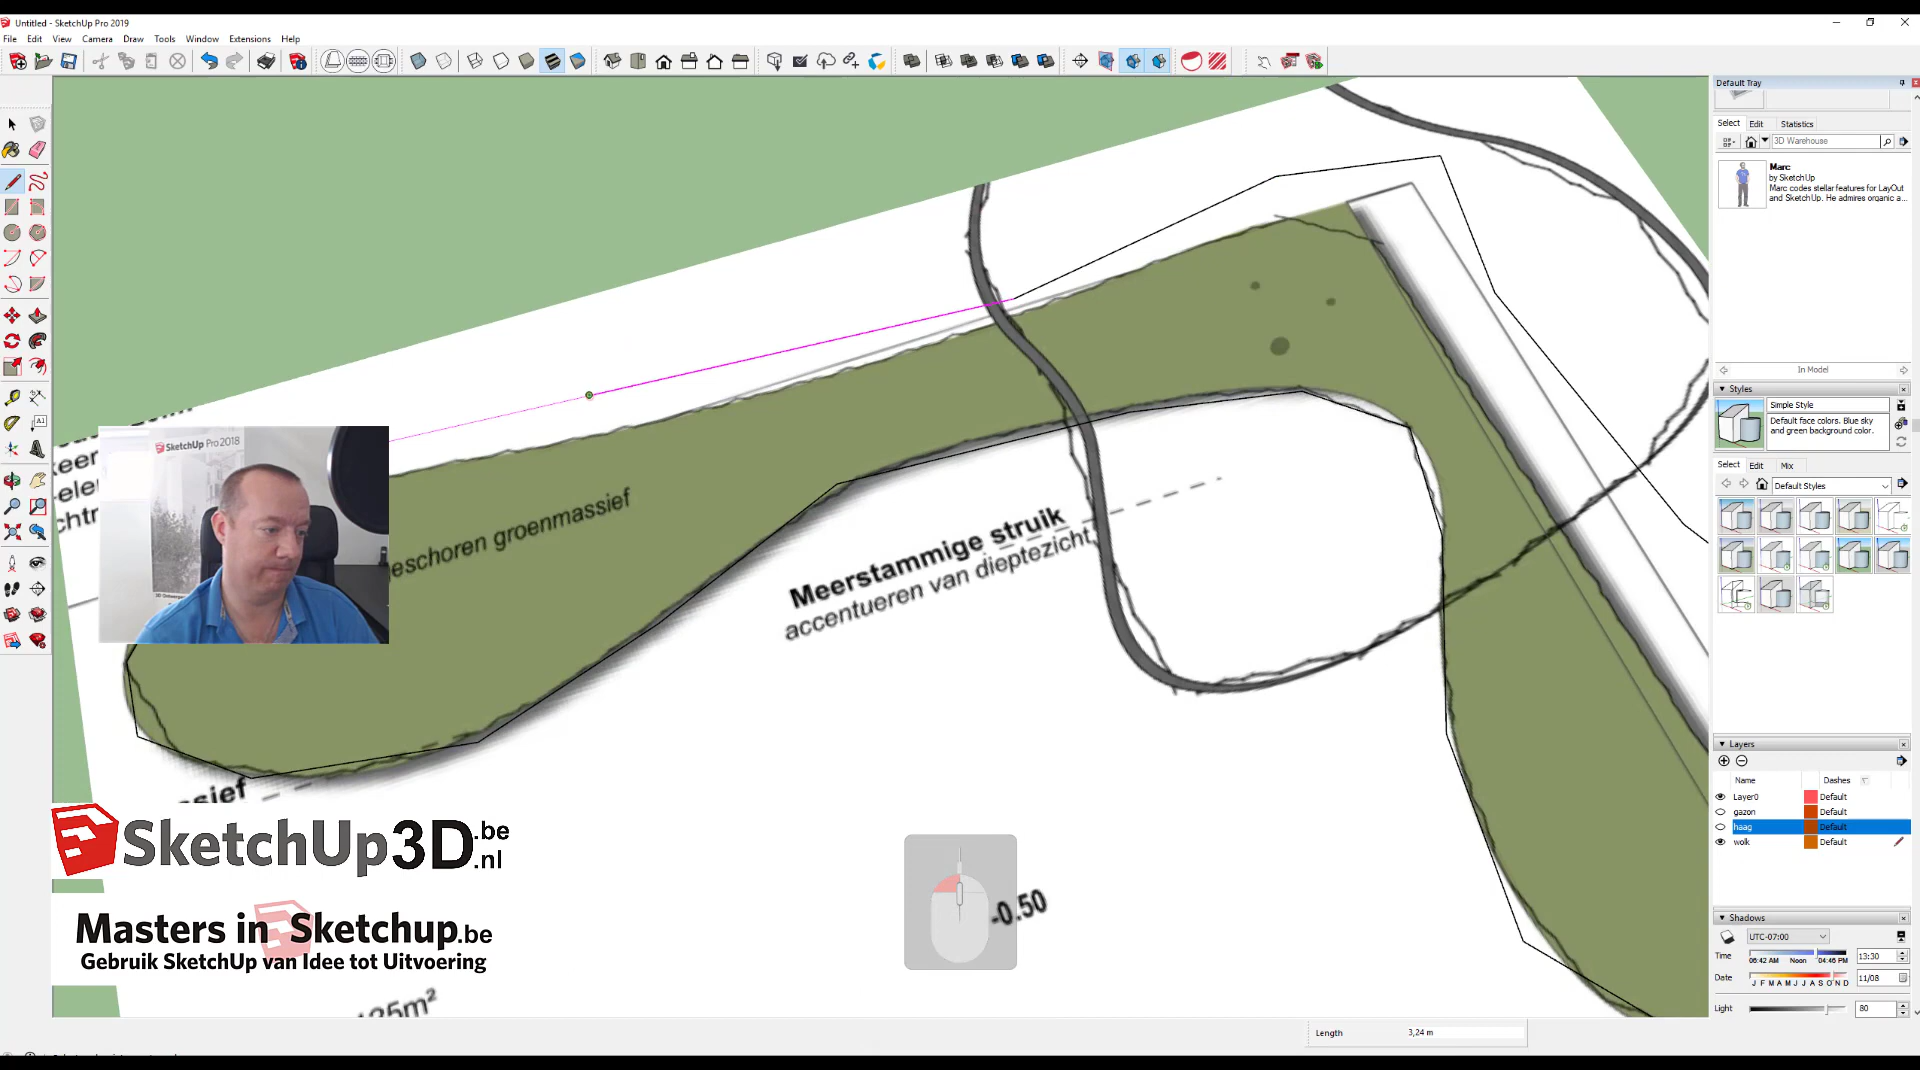 Untitled - SketchUp Pro 2019
File Edit View Camera Draw Tools Window Extensions Help
Default Tray
Select Edit Statistics
3D Warehouse
Marc
by SketchUp
Marc codes stellar features for LayOut
and SketchUp. He admires organic a...
In Model
Styles
Simple Style
Default face colors. Blue sky
and green background color.
Select Edit Mix
Default Styles
Layers
Name Dashes
Layer0 Default
gazon Default
haag Default
wolk Default
Shadows
UTC-07:00
Time 06:42 AM Noon 04:46 PM 13:30
Date J F M A M J J A S O N D 11/08
Light 80
SketchUp Pro 2018
eschoren groenmassief
Meerstammige struik
accentueren van dieptezicht
-0.50
SketchUp3D.be
.nl
Masters in Sketchup.be
Gebruik SketchUp van Idee tot Uitvoering
Length 3,24 m